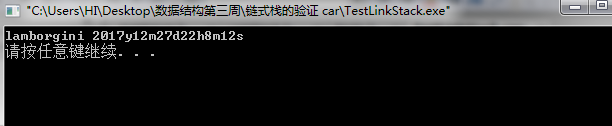 "C:\Users\HI\Desktop\数据结构第三周\链式栈的验证 car\TestLinkStack.exe"
lamborgini 2017y12m27d22h8m12s
请按任意键继续. . .